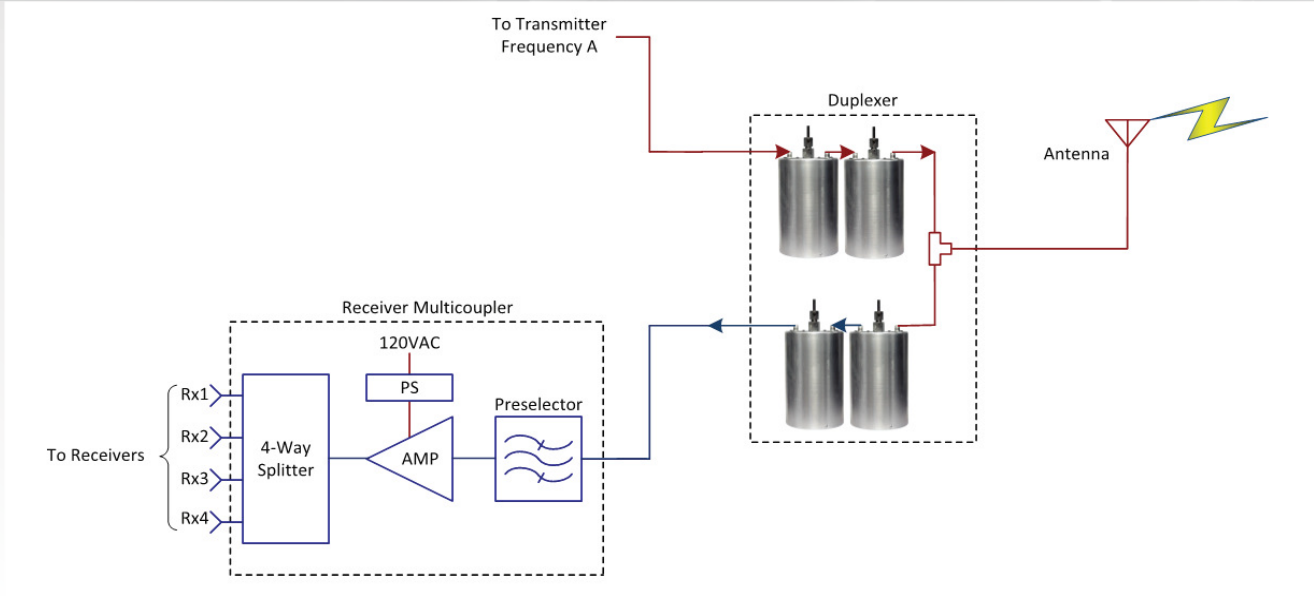 To Transmitter
Frequency A
Duplexer
Antenna
Receiver Multicoupler
120VAC
PS
Preselector
Rx1
Rx2
4-Way
Splitter
AMP
To Receivers
Rx3
Rx4